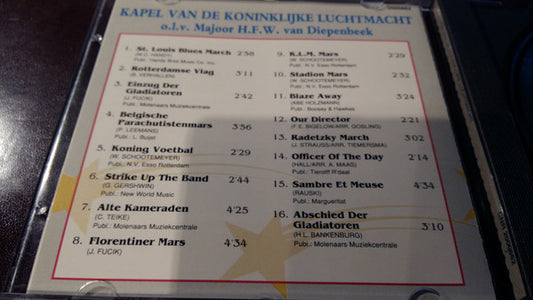 KAPEL VAN DE KONINKLIJKE LUCHTMACHT
o.l.v. Majoor H.F.W. van Diepenbeek
1. St. Louis Blues March 2'58
(W.C. HANDY)
Publ.: Handy Bros Music Co. Inc.
2. Rotterdamse Vlag 3'11
(B. VERHALLEN)
3. Einzug Der
Gladiatoren 2'42
(J. FUCIK)
Publ.: Molenaars Muziekcentrale
4. Belgische
Parachutistenmars 3'56
(P. LEEMANS)
Publ.: L. Buijst
5. Koning Voetbal 2'29
(W. SCHOOTEMEYER)
Publ.: N.V. Esso Rotterdam
6. Strike Up The Band 2'44
(G. GERSHWIN)
Publ.: New World Music
7. Alte Kameraden 4'25
(C. TEIKE)
Publ.: Molenaars Muziekcentrale
8. Florentiner Mars 4'34
(J. FUCIK)
9. K.L.M. Mars 2'29
(W. SCHOOTEMEYER)
Publ.: N.V. Esso Rotterdam
10. Stadion Mars 2'32
(W. SCHOOTEMEYER)
Publ.: N.V. Esso Rotterdam
11. Blaze Away 3'24
(ABE HOLZMANN)
Publ.: Boosey & Hawkes
12. Our Director 2'21
(F.E. BIGELOW/ARR. GOSLING)
13. Radetzky March 3'02
(J. STRAUSS/ARR. TIEMERSMA)
14. Officer Of The Day 2'14
(HALL/ARR. A. MAAS)
Publ.: Tierolff R'daal
15. Sambre Et Meuse 4'34
(RAUSKI)
Publ.: Margueritat
16. Abschied Der
Gladiatoren 3'10
(H.L. BANKENBURG)
Publ.: Molenaars Muziekcentrale